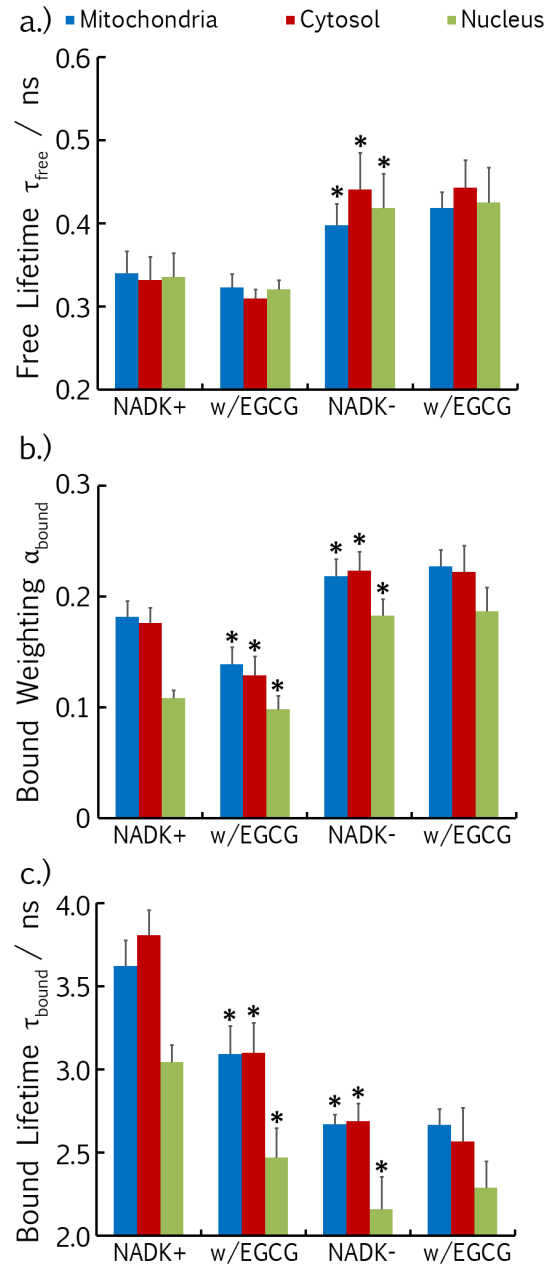 a.) Mitochondria Cytosol Nucleus
Free Lifetime τfree / ns
0.6
0.5
0.4
0.3
0.2
* * *
NADK+ w/EGCG NADK- w/EGCG
b.)
Bound Weighting αbound
0.3
0.2
0.1
0
* * * * * *
NADK+ w/EGCG NADK- w/EGCG
c.)
Bound Lifetime τbound / ns
4.0
3.5
3.0
2.5
2.0
* * * * * *
NADK+ w/EGCG NADK- w/EGCG